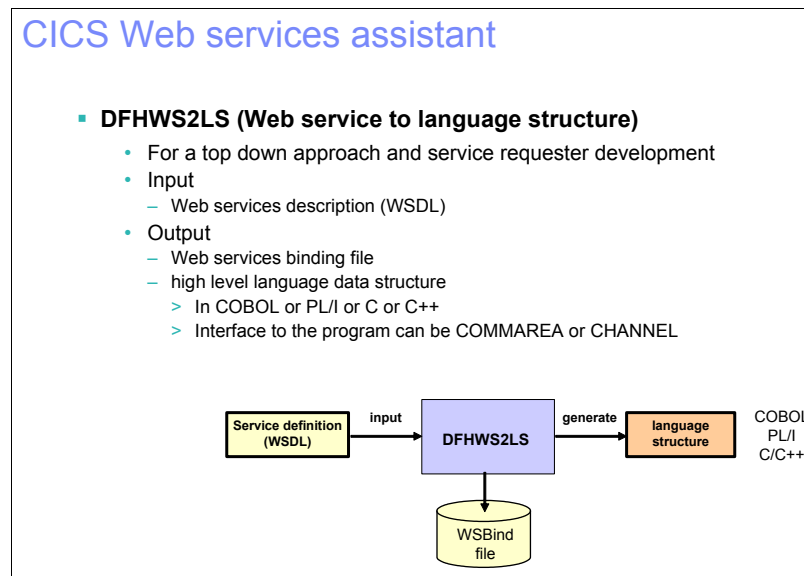 CICS Web services assistant
▪ DFHWS2LS (Web service to language structure)
• For a top down approach and service requester development
• Input
– Web services description (WSDL)
• Output
– Web services binding file
– high level language data structure
> In COBOL or PL/I or C or C++
> Interface to the program can be COMMAREA or CHANNEL
Service definition
(WSDL)
input
DFHWS2LS
generate
language
structure
COBOL
PL/I
C/C++
WSBind
file